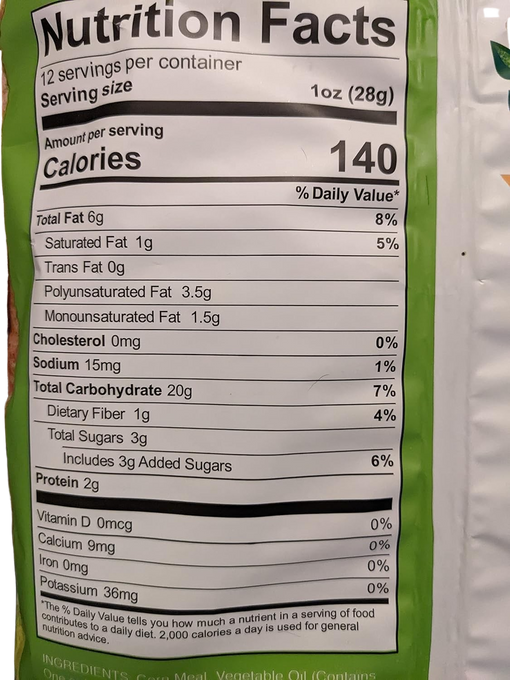 Nutrition Facts
12 servings per container
Serving size 1oz (28g)
Amount per serving
Calories 140
% Daily Value*
Total Fat 6g 8%
Saturated Fat 1g 5%
Trans Fat 0g
Polyunsaturated Fat 3.5g
Monounsaturated Fat 1.5g
Cholesterol 0mg 0%
Sodium 15mg 1%
Total Carbohydrate 20g 7%
Dietary Fiber 1g 4%
Total Sugars 3g
Includes 3g Added Sugars 6%
Protein 2g
Vitamin D 0mcg 0%
Calcium 9mg 0%
Iron 0mg 0%
Potassium 36mg 0%
*The % Daily Value tells you how much a nutrient in a serving of food
contributes to a daily diet. 2,000 calories a day is used for general
nutrition advice.
INGREDIENTS Corn Meal, Vegetable Oil (Contains